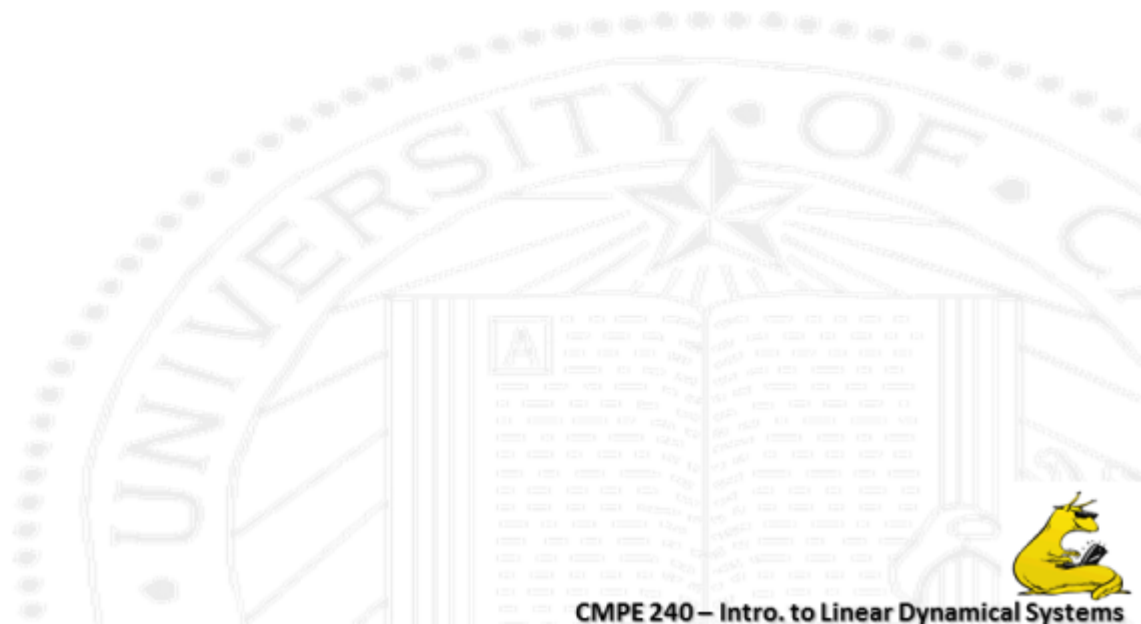 UNIVERSITY OF
A
CMPE 240 – Intro. to Linear Dynamical Systems